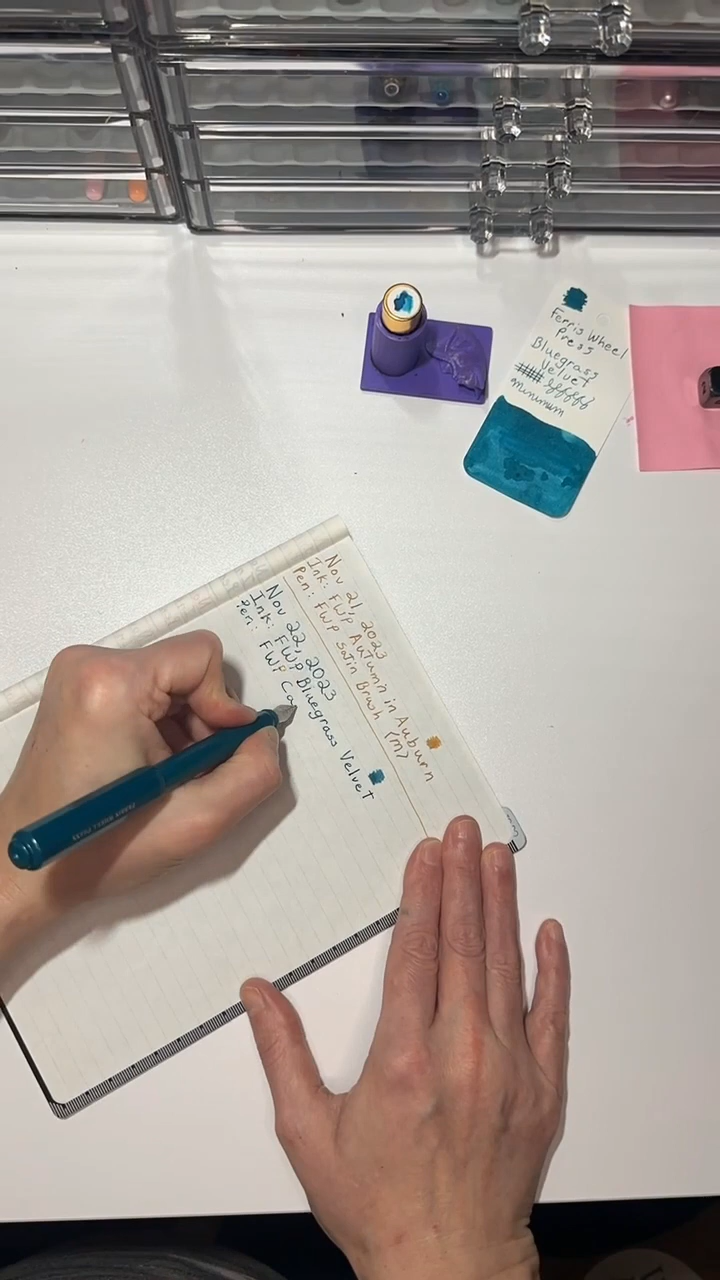 Ferris Wheel
Press
Bluegrass
Velvet
minimum
Nov 21, 2023
Ink: FWP Autumn in Auburn
Pen: FWP Satin Brush (M)
Nov 22, 2023
Ink: FWP Bluegrass Velvet
Pen: FWP Ca